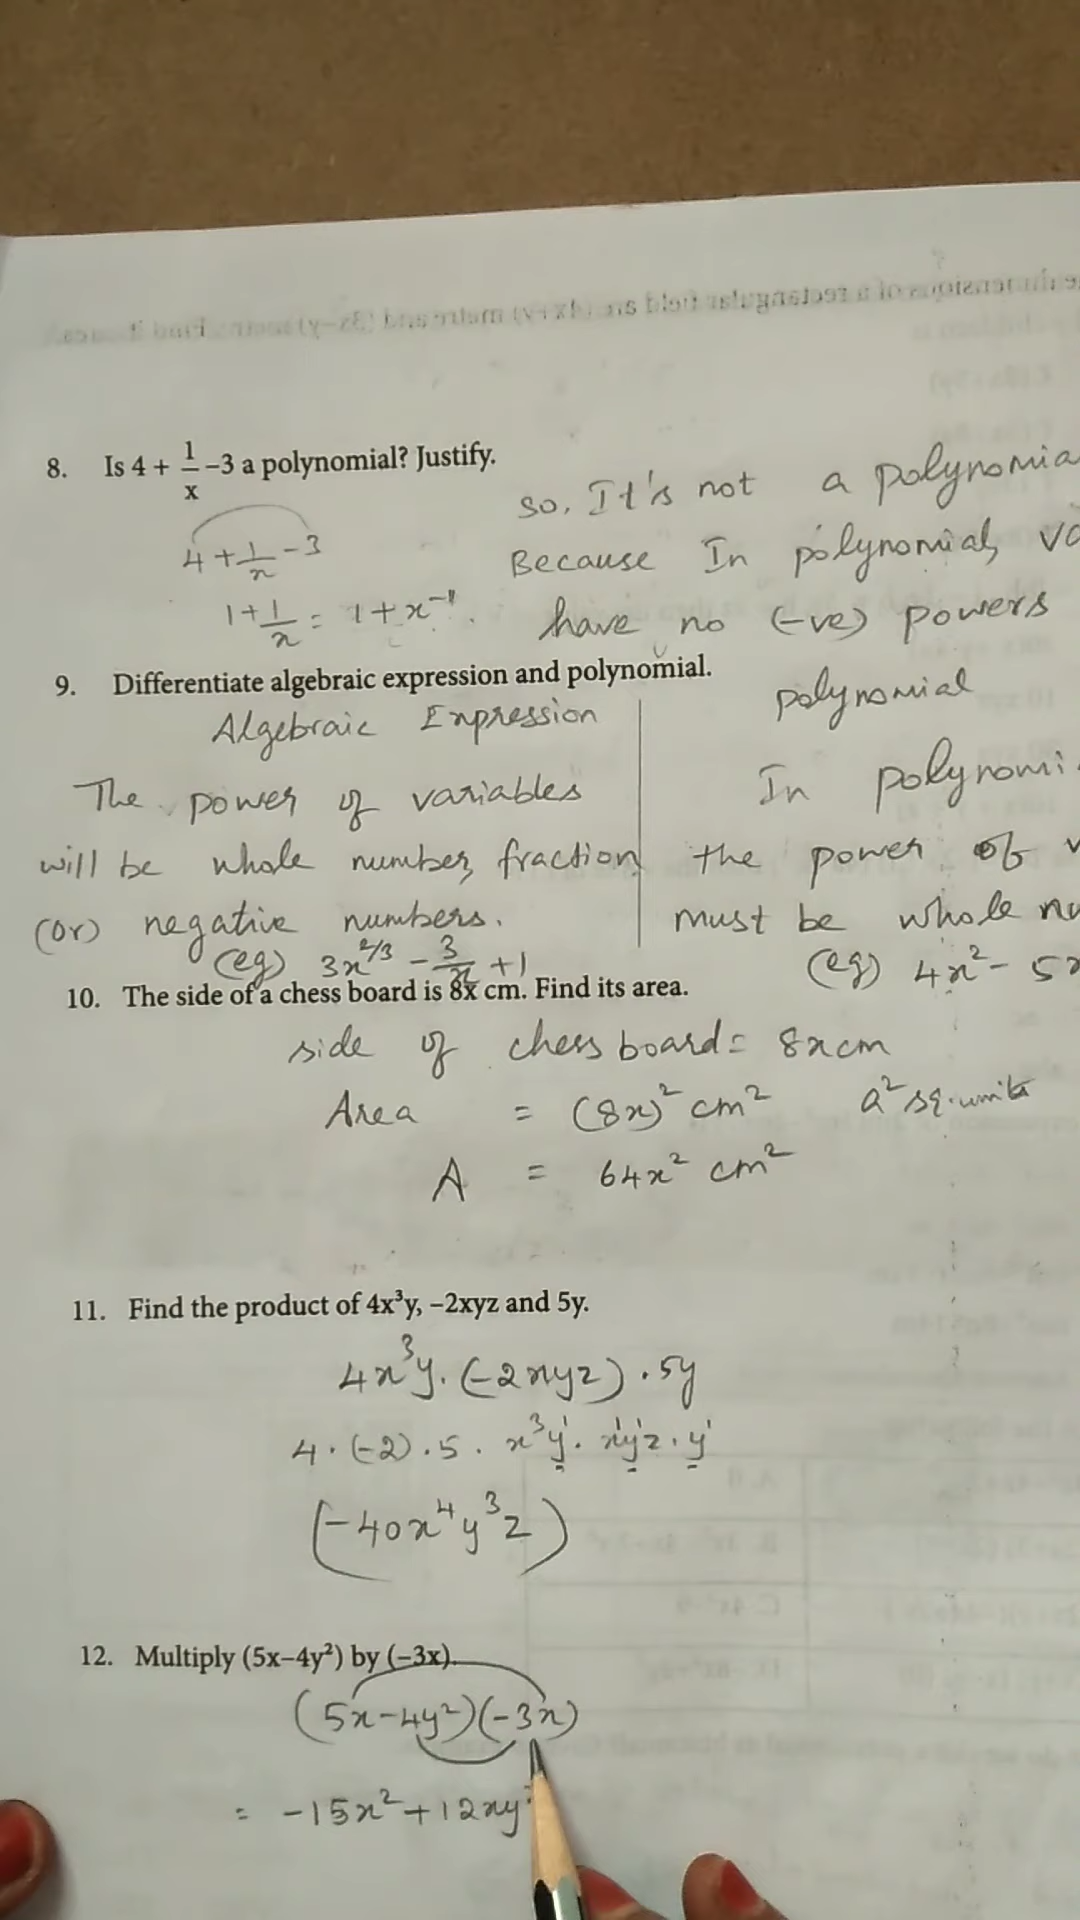 8. Is 4 + 1/x −3 a polynomial? Justify.
4 + 1/x − 3
1 + 1/x = 1 + x⁻¹.
so, It's not a polynomia
Because In polynomial,
have no (-ve) powers
9. Differentiate algebraic expression and polynomial.
Algebraic Expression
The power of variables
will be whole number, fraction
(or) negative numbers.
(eg) 3x^2/3 − 3/x + 1
polynomial
In polynomi
the power of
must be whole
(eg) 4x² − 5x
10. The side of a chess board is 8x cm. Find its area.
side of chess board = 8x cm
Area = (8x)² cm² a² sq.units
A = 64x² cm²
11. Find the product of 4x³y, −2xyz and 5y.
4x³y . (−2xyz) . 5y
4 . (−2) . 5 . x³y¹ . x¹y¹z . y¹
(−40x⁴y³z)
12. Multiply (5x−4y²) by (−3x).
(5x − 4y²)(−3x)
= −15x² + 12xy